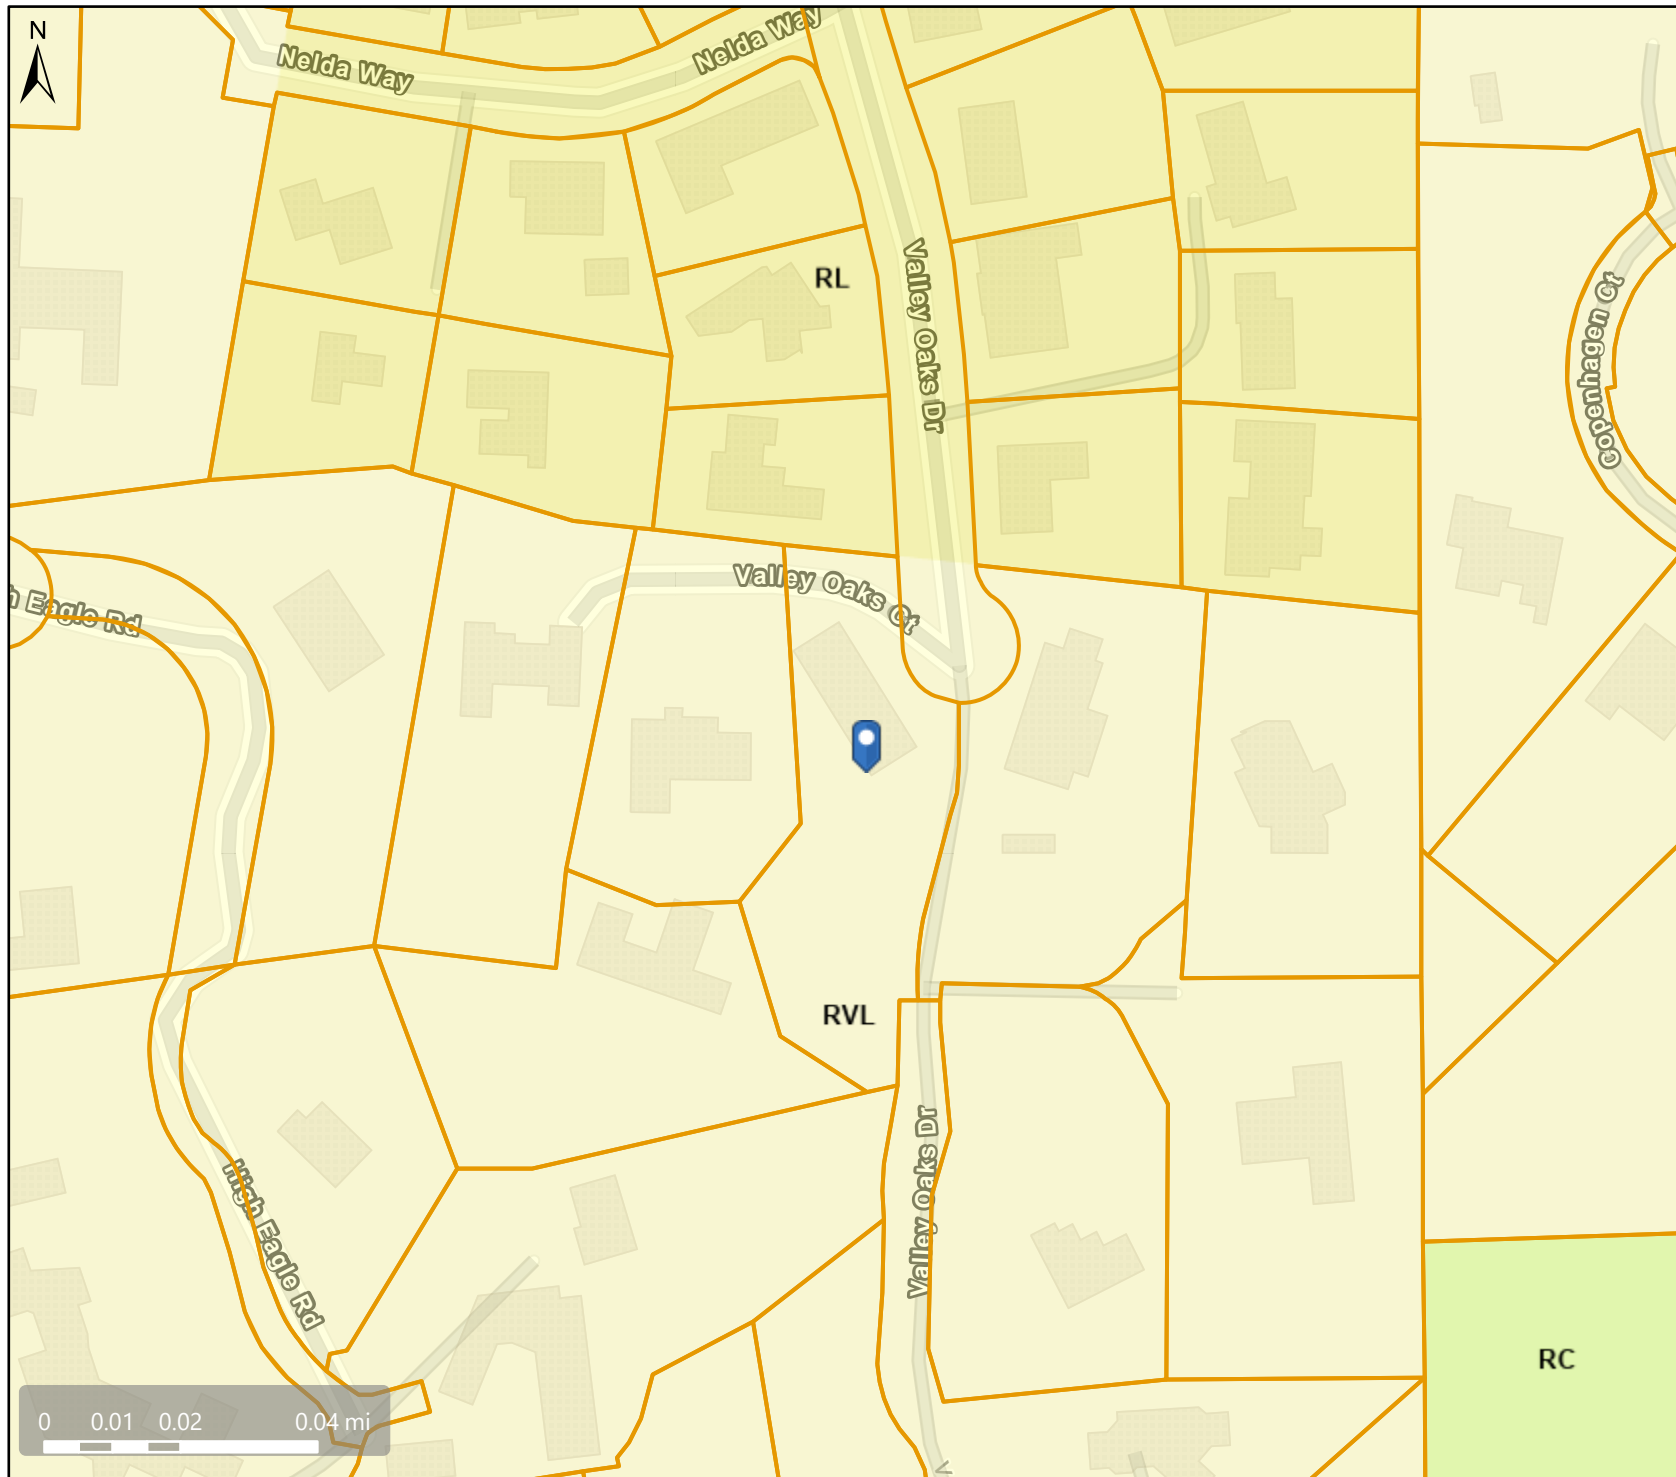 N
Nelda Way
Nelda Way
RL
Valley Oaks Dr
Copenhagen Ct
Valley Oaks Ct
h Eagle Rd
RVL
Valley Oaks Dr
High Eagle Rd
RC
0 0.01 0.02 0.04 mi
V